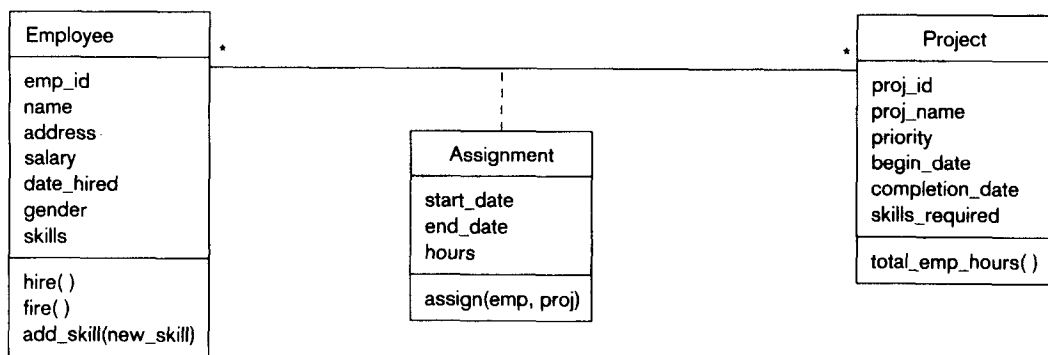 Employee
emp_id
name
address
salary
date_hired
gender
skills
hire( )
fire( )
add_skill(new_skill)
*
*
Assignment
start_date
end_date
hours
assign(emp, proj)
Project
proj_id
proj_name
priority
begin_date
completion_date
skills_required
total_emp_hours( )